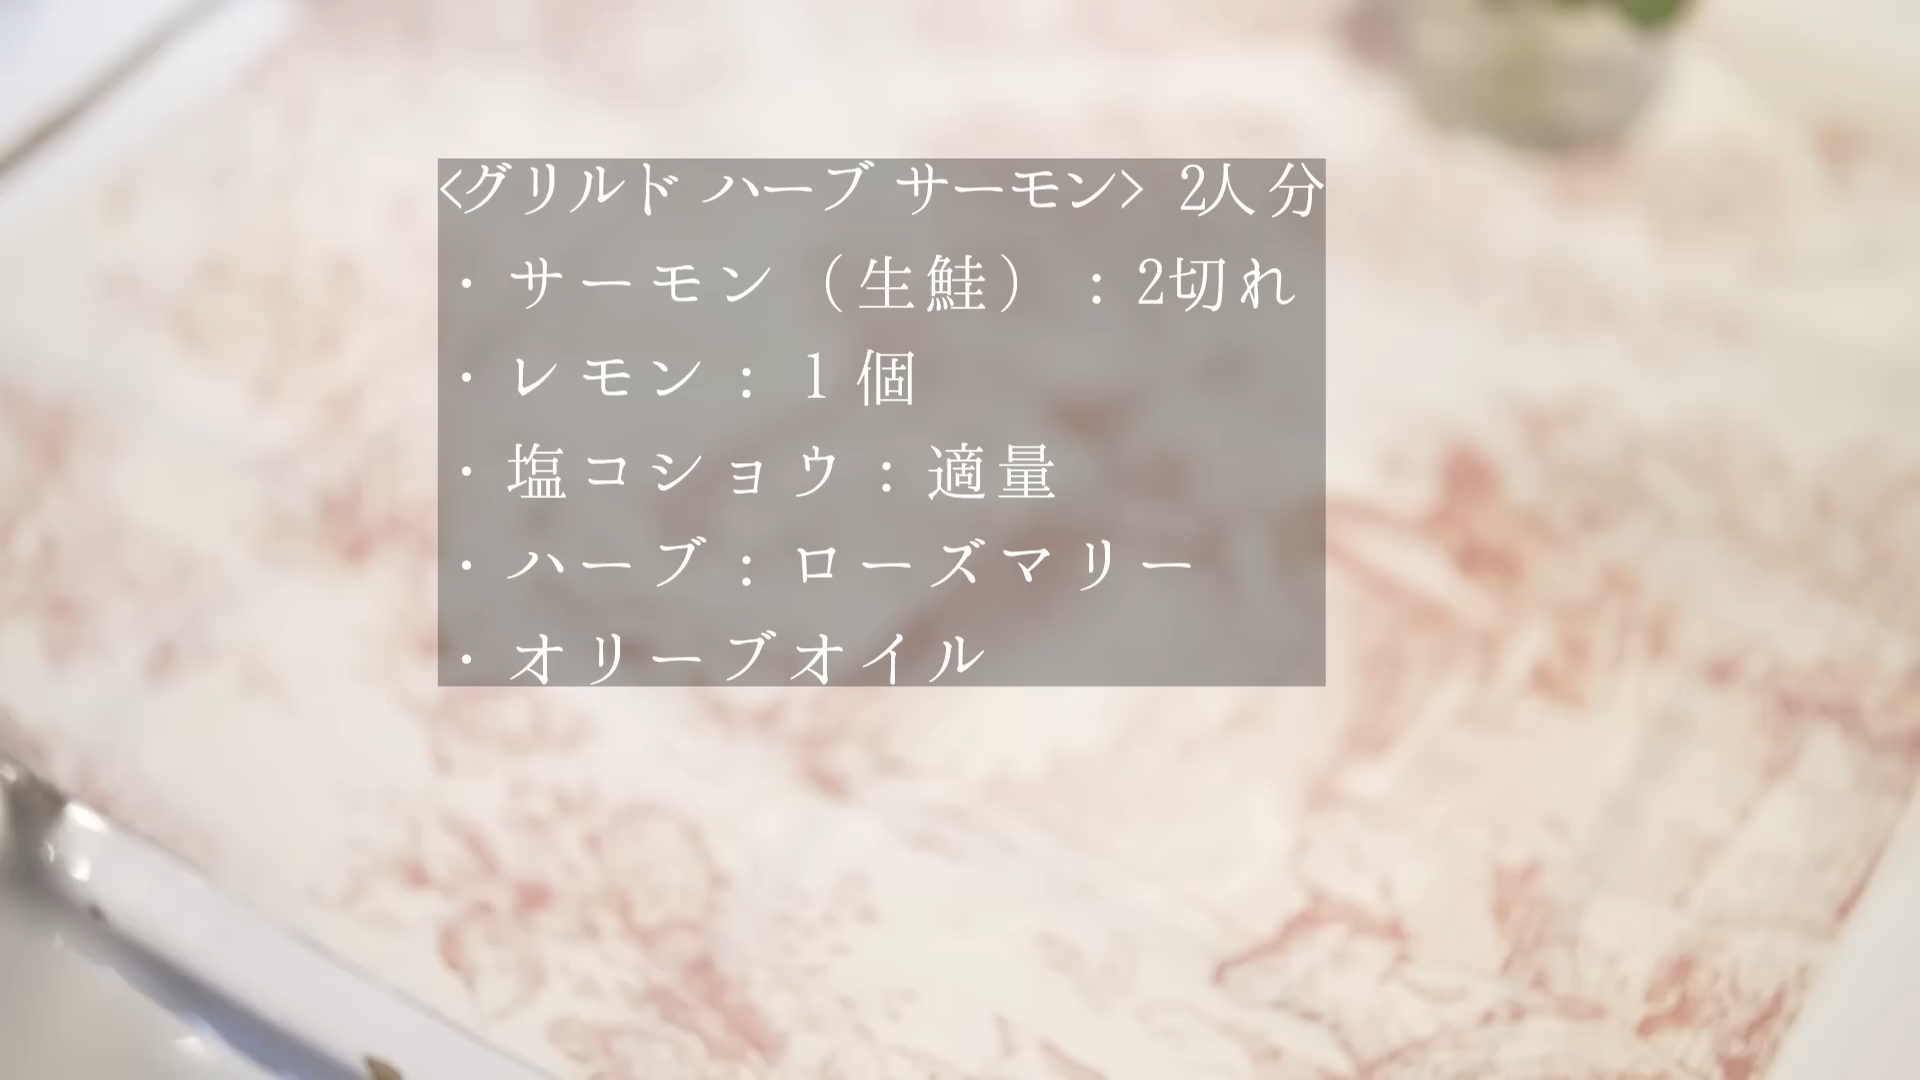 <グリルド ハーブ サーモン> 2人分
・サーモン（生鮭）：2切れ
・レモン：1個
・塩コショウ：適量
・ハーブ：ローズマリー
・オリーブオイル